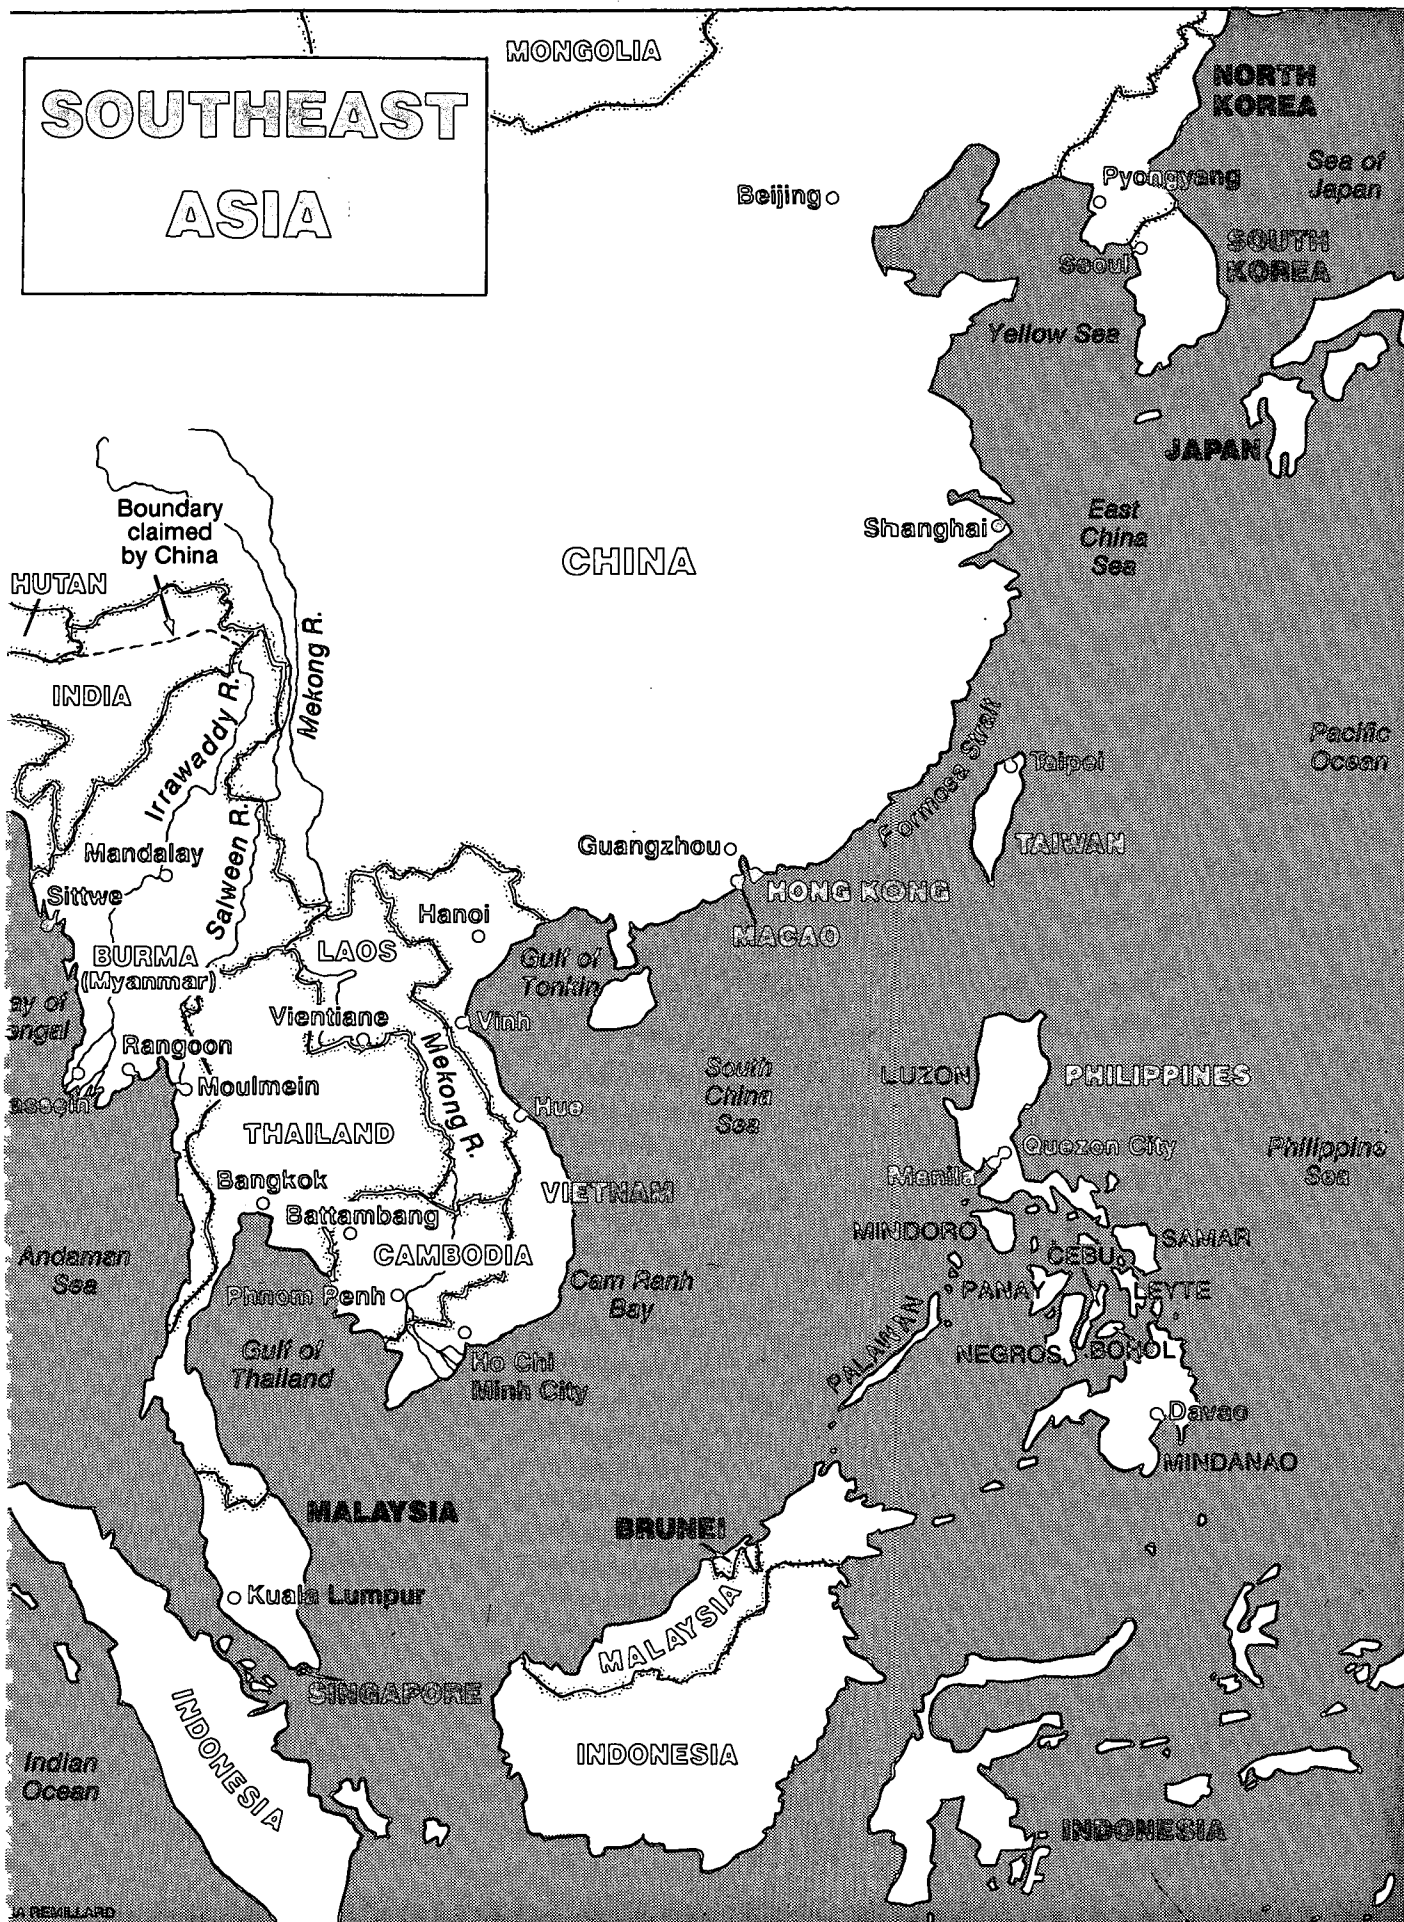 MONGOLIA
SOUTHEAST
ASIA
NORTH
KOREA
Sea of
Japan
Beijing
Pyongyang
SOUTH
KOREA
Seoul
Yellow Sea
JAPAN
Boundary
claimed
by China
East
China
Sea
Shanghai
CHINA
HUTAN
Mekong R.
INDIA
Irrawaddy R.
Formosa Strait
Pacific
Ocean
Taipei
Salween R.
TAIWAN
Mandalay
Guangzhou
Sittwe
HONG KONG
Hanoi
MACAO
BURMA
(Myanmar)
LAOS
Gulf of
Tonkin
ay of
engal
Vientiane
Vinh
Rangoon
Mekong R.
South
China
Sea
LUZON
PHILIPPINES
Moulmein
assein
Hue
THAILAND
Quezon City
Philippine
Sea
Manila
Bangkok
VIETNAM
Battambang
MINDORO
SAMAR
Andaman
Sea
CAMBODIA
CEBU
Cam Ranh
Bay
Phnom Penh
PANAY
LEYTE
PALAWAN
Gulf of
Thailand
NEGROS
BOHOL
Ho Chi
Minh City
Davao
MINDANAO
MALAYSIA
BRUNEI
Kuala Lumpur
MALAYSIA
SINGAPORE
INDONESIA
INDONESIA
Indian
Ocean
INDONESIA
IA REMILLARD